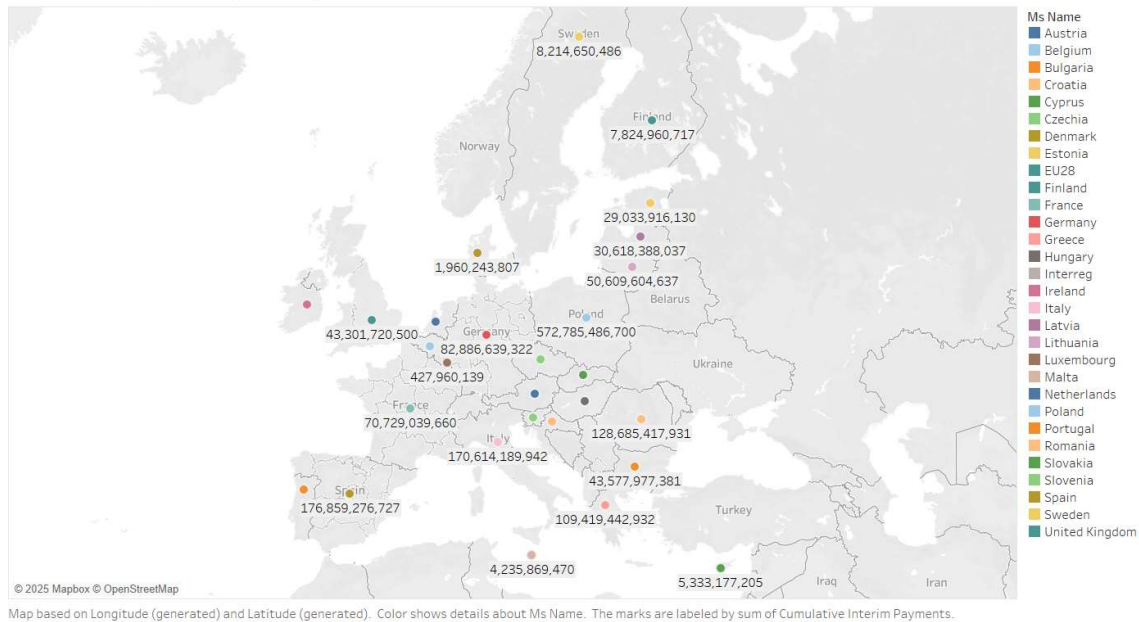 Sweden
8,214,650,486
Finland
7,824,960,717
Norway
29,033,916,130
30,618,388,037
1,960,243,807
50,609,604,637
Belarus
Poland
572,785,486,700
43,301,720,500
Germany
82,886,639,322
427,960,139
Ukraine
France
70,729,039,660
128,685,417,931
Italy
170,614,189,942
43,577,977,381
Spain
176,859,276,727
109,419,442,932
Turkey
4,235,869,470
5,333,177,205
Iraq
Iran
© 2025 Mapbox © OpenStreetMap
Ms Name
Austria
Belgium
Bulgaria
Croatia
Cyprus
Czechia
Denmark
Estonia
EU28
Finland
France
Germany
Greece
Hungary
Interreg
Ireland
Italy
Latvia
Lithuania
Luxembourg
Malta
Netherlands
Poland
Portugal
Romania
Slovakia
Slovenia
Spain
Sweden
United Kingdom
Map based on Longitude (generated) and Latitude (generated). Color shows details about Ms Name. The marks are labeled by sum of Cumulative Interim Payments.